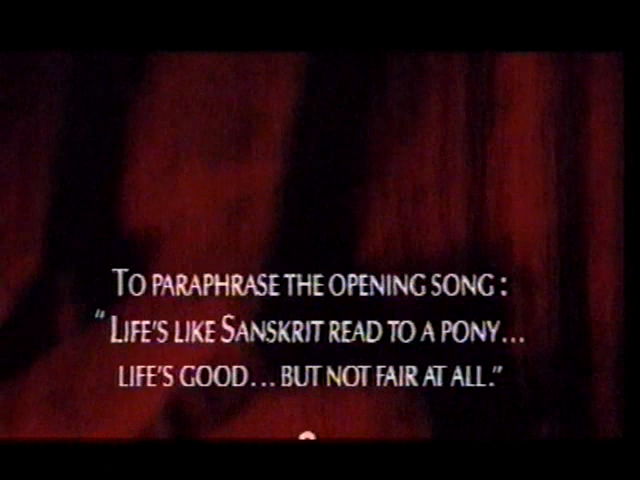 To paraphrase the opening song :
"Life's like Sanskrit read to a pony...
life's good... but not fair at all."